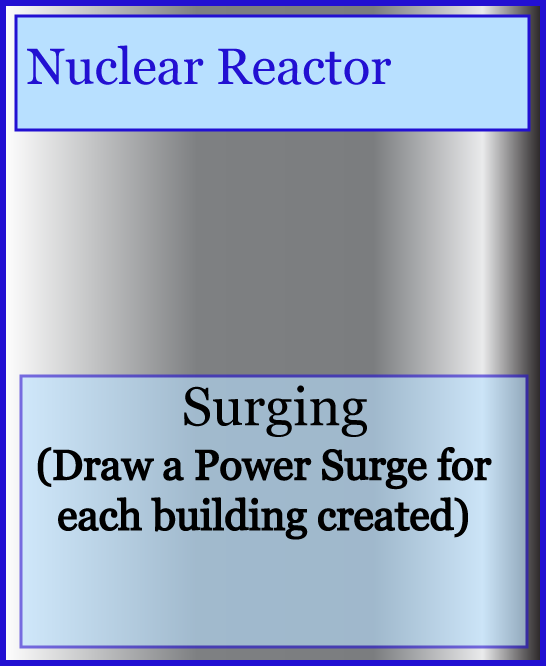 Nuclear Reactor
Surging
(Draw a Power Surge for
each building created)